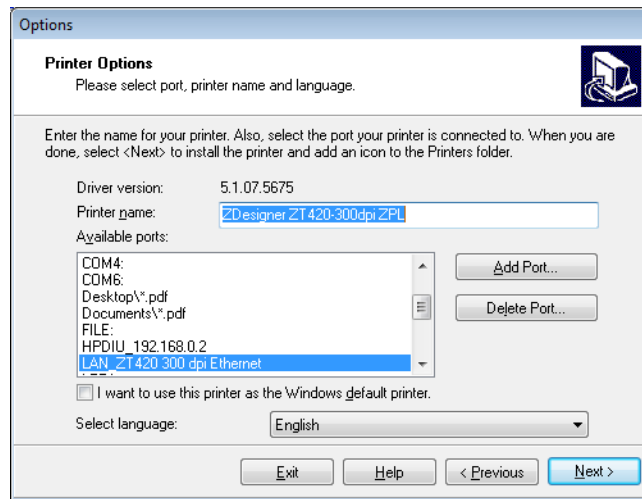 Options
Printer Options
Please select port, printer name and language.
Enter the name for your printer. Also, select the port your printer is connected to. When you are
done, select <Next> to install the printer and add an icon to the Printers folder.
Driver version: 5.1.07.5675
Printer name: ZDesigner ZT420-300dpi ZPL
Available ports:
COM4:
COM6:
Desktop\*.pdf
Documents\*.pdf
FILE:
HPDIU_192.168.0.2
LAN_ZT420 300 dpi Ethernet
Add Port...
Delete Port...
I want to use this printer as the Windows default printer.
Select language: English
Exit Help < Previous Next >